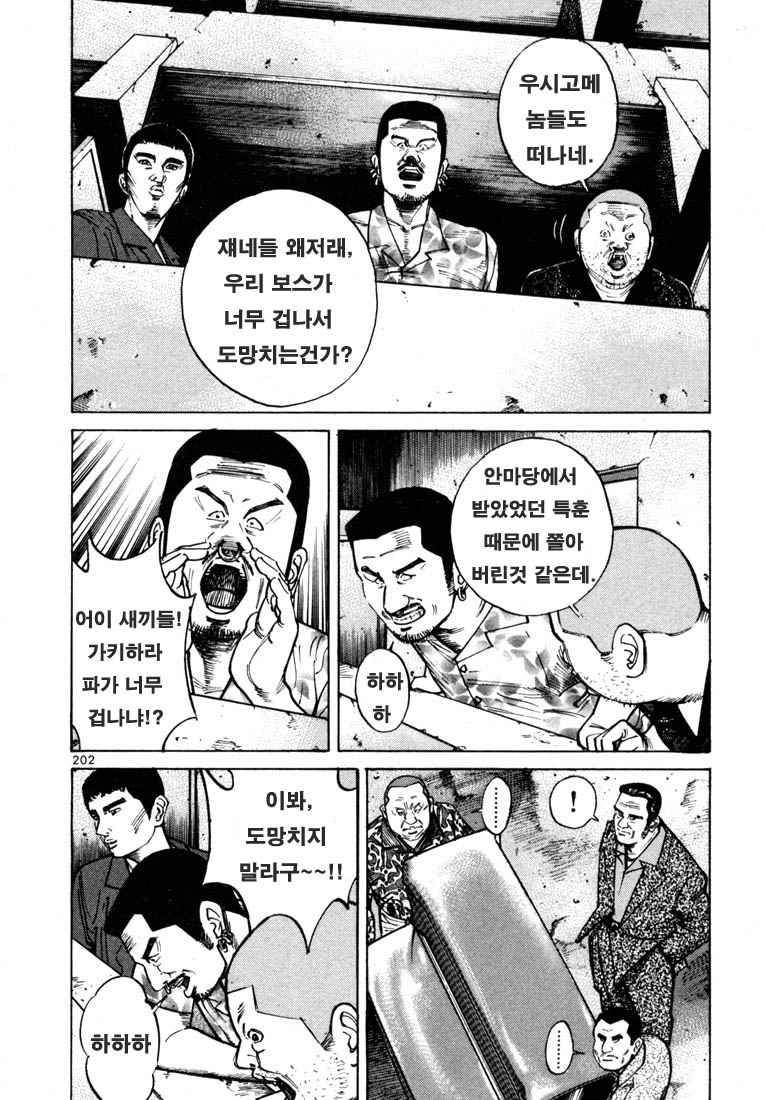 우시고메
놈들도
떠나네.
쟤네들 왜저래,
우리 보스가
너무 겁나서
도망치는건가?
안마당에서
받았었던 특훈
때문에 쫄아
버린것 같은데.
하하
하
어이 새끼들!
가키하라
파가 너무
겁나냐!?
202
이봐,
도망치지
말라구~~!!
하하하
……
!
……